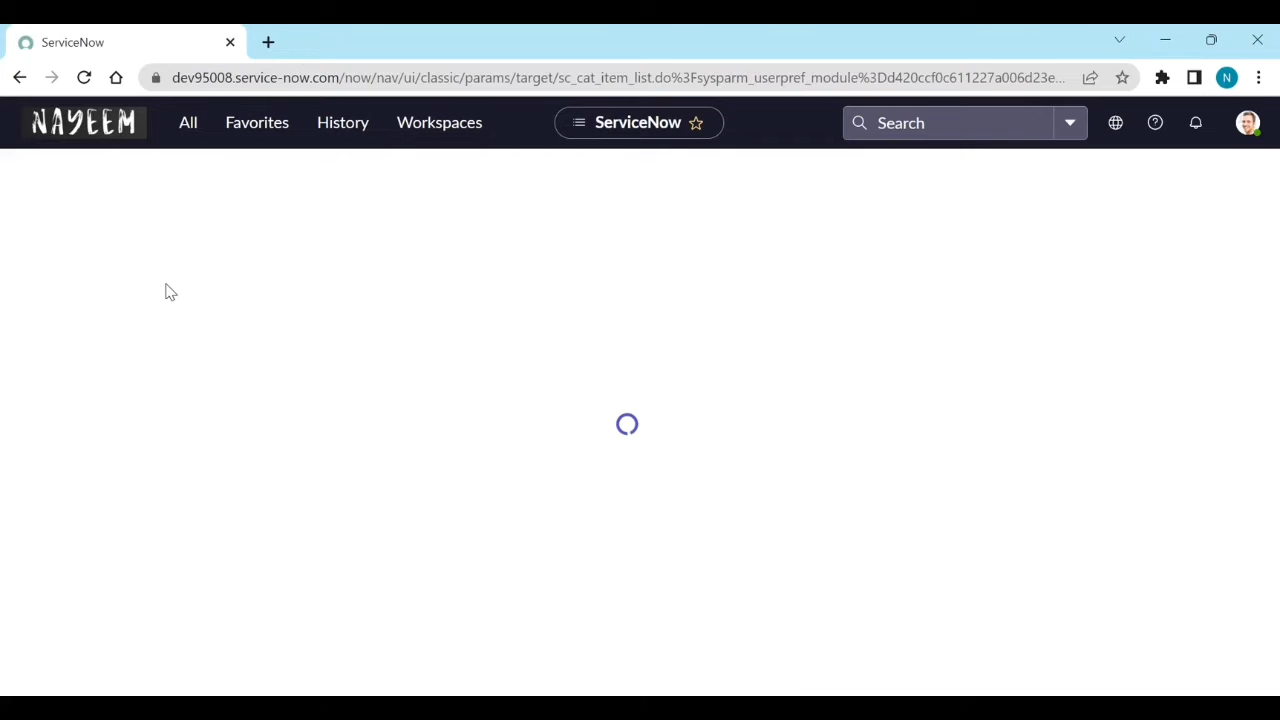 ServiceNow
dev95008.service-now.com/now/nav/ui/classic/params/target/sc_cat_item_list.do%3Fsysparm_userpref_module%3Dd420ccf0c611227a006d23e...
N
NAYEEM
All
Favorites
History
Workspaces
ServiceNow
Search